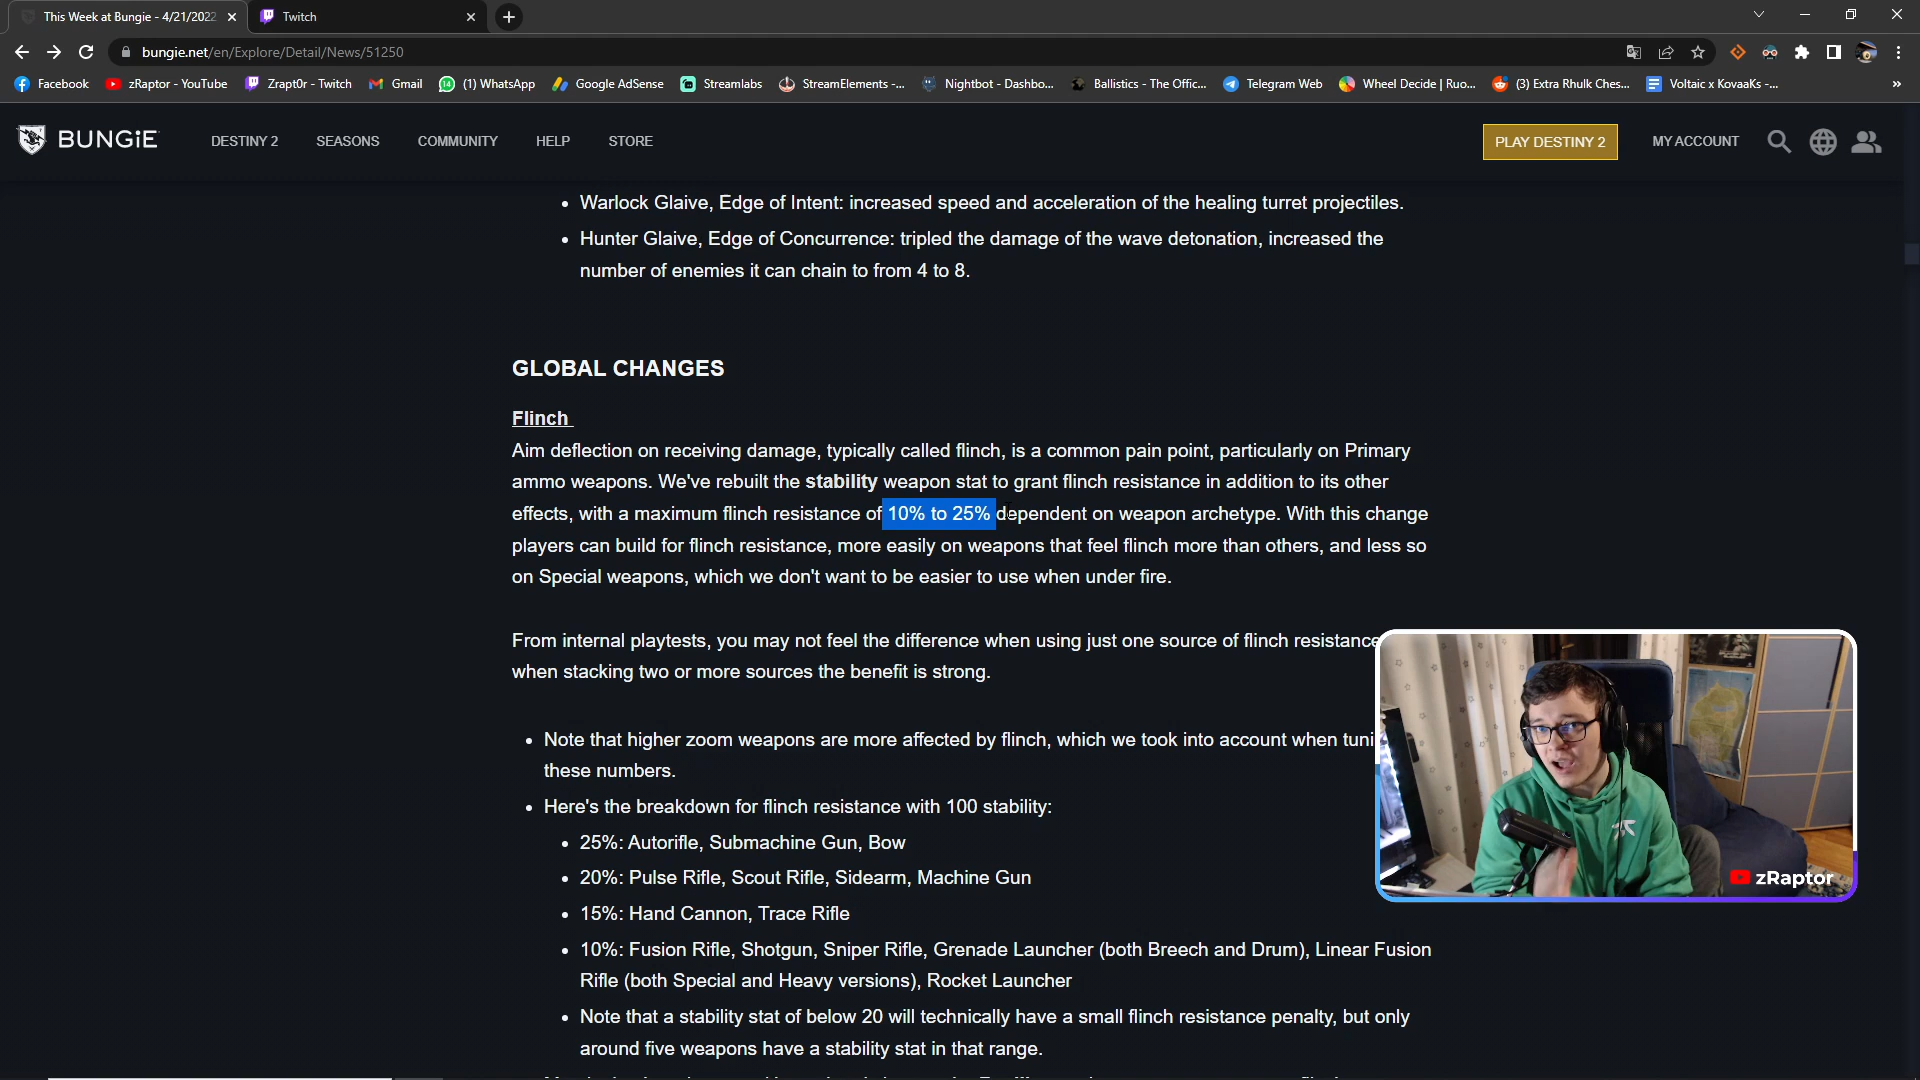 This Week at Bungie - 4/21/2022
Twitch
bungie.net/en/Explore/Detail/News/51250
Facebook
zRaptor - YouTube
Zrapt0r - Twitch
Gmail
(1) WhatsApp
Google AdSense
Streamlabs
StreamElements -...
Nightbot - Dashbo...
Ballistics - The Offic...
Telegram Web
Wheel Decide | Ruo...
(3) Extra Rhulk Ches...
Voltaic x KovaaKs -...
BUNGiE
DESTINY 2
SEASONS
COMMUNITY
HELP
STORE
PLAY DESTINY 2
MY ACCOUNT
• Warlock Glaive, Edge of Intent: increased speed and acceleration of the healing turret projectiles.
• Hunter Glaive, Edge of Concurrence: tripled the damage of the wave detonation, increased the
number of enemies it can chain to from 4 to 8.
GLOBAL CHANGES
Flinch
Aim deflection on receiving damage, typically called flinch, is a common pain point, particularly on Primary
ammo weapons. We've rebuilt the stability weapon stat to grant flinch resistance in addition to its other
effects, with a maximum flinch resistance of 10% to 25% dependent on weapon archetype. With this change
players can build for flinch resistance, more easily on weapons that feel flinch more than others, and less so
on Special weapons, which we don't want to be easier to use when under fire.
From internal playtests, you may not feel the difference when using just one source of flinch resistance
when stacking two or more sources the benefit is strong.
• Note that higher zoom weapons are more affected by flinch, which we took into account when tuni
these numbers.
• Here's the breakdown for flinch resistance with 100 stability:
• 25%: Autorifle, Submachine Gun, Bow
• 20%: Pulse Rifle, Scout Rifle, Sidearm, Machine Gun
• 15%: Hand Cannon, Trace Rifle
• 10%: Fusion Rifle, Shotgun, Sniper Rifle, Grenade Launcher (both Breech and Drum), Linear Fusion
Rifle (both Special and Heavy versions), Rocket Launcher
• Note that a stability stat of below 20 will technically have a small flinch resistance penalty, but only
around five weapons have a stability stat in that range.
zRaptor